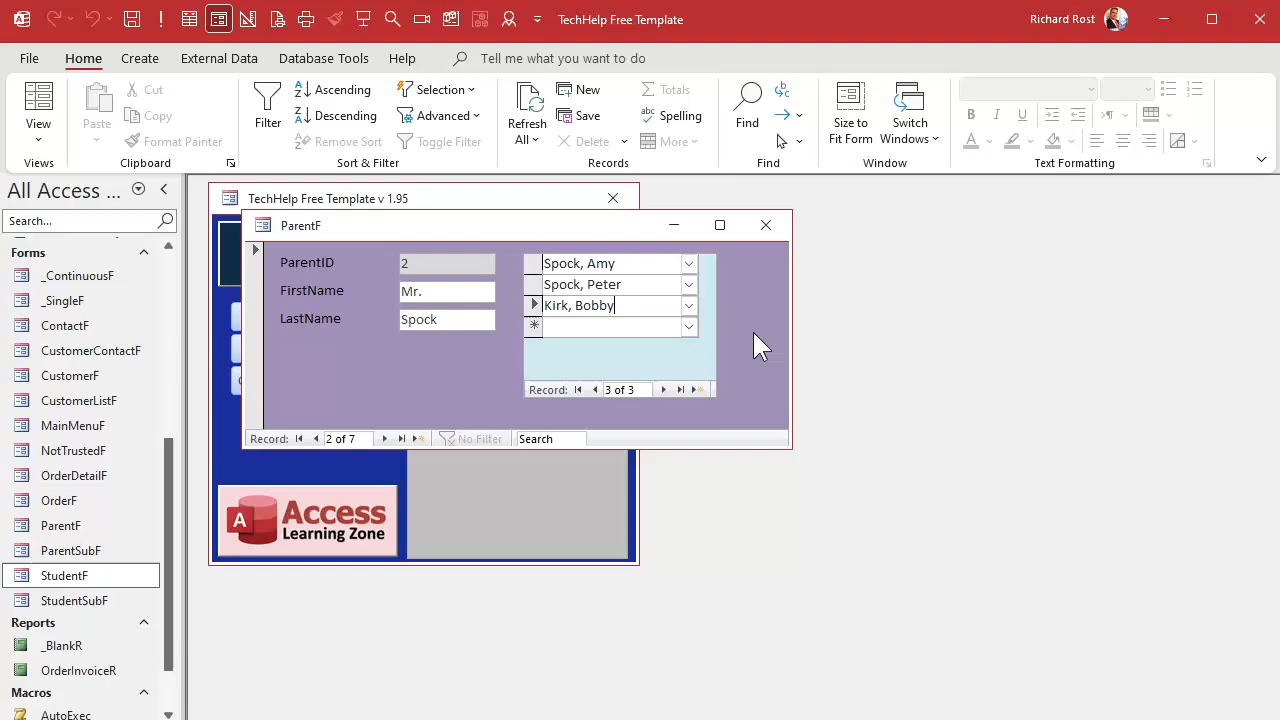 TechHelp Free Template
Richard Rost
File
Home
Create
External Data
Database Tools
Help
Tell me what you want to do
View
Views
Paste
Cut
Copy
Format Painter
Clipboard
Filter
Ascending
Descending
Remove Sort
Selection
Advanced
Toggle Filter
Sort & Filter
Refresh
All
New
Save
Delete
Totals
Spelling
More
Records
Find
Find
Size to
Fit Form
Switch
Windows
Window
Text Formatting
All Access ...
Search...
Forms
_ContinuousF
_SingleF
ContactF
CustomerContactF
CustomerF
CustomerListF
MainMenuF
NotTrustedF
OrderDetailF
OrderF
ParentF
ParentSubF
StudentF
StudentSubF
Reports
_BlankR
OrderInvoiceR
Macros
AutoExec
TechHelp Free Template v 1.95
ParentF
ParentID
2
FirstName
Mr.
LastName
Spock
Spock, Amy
Spock, Peter
Kirk, Bobby
Record:
3 of 3
Record:
2 of 7
No Filter
Search
A
Access
Learning Zone